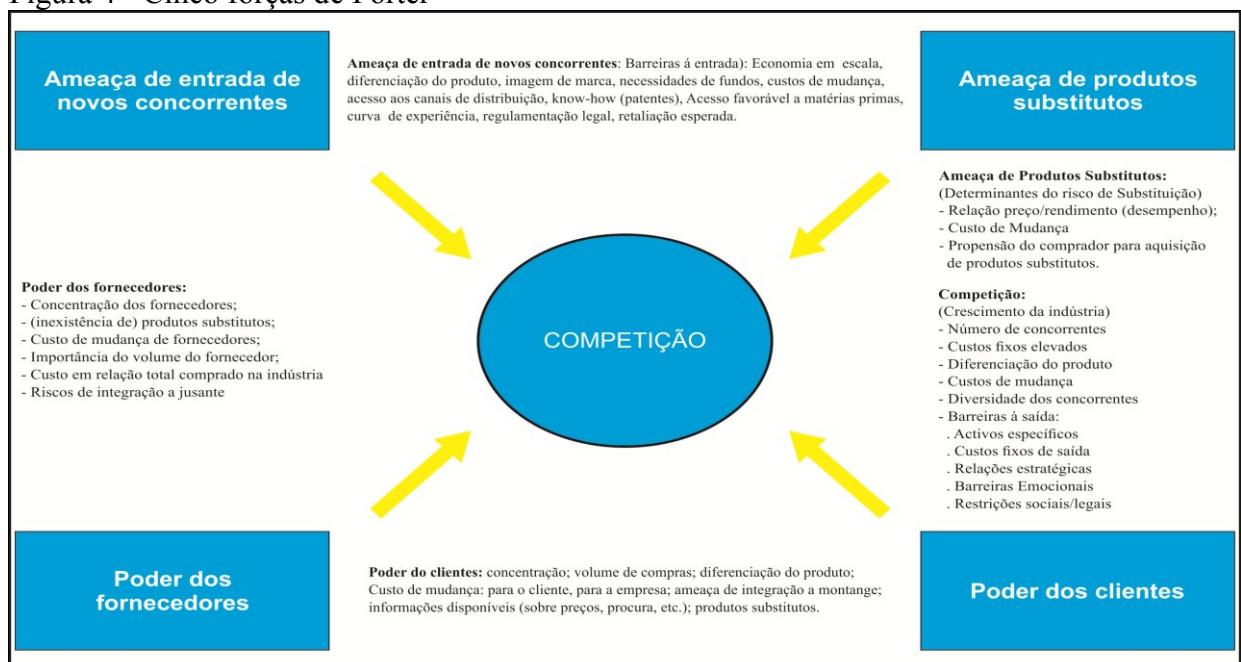 Figura 4 - Cinco forças de Porter
Ameaça de entrada de
novos concorrentes
Ameaça de entrada de novos concorrentes: Barreiras á entrada): Economia em  escala,
diferenciação do produto, imagem de marca, necessidades de fundos, custos de mudança,
acesso aos canais de distribuição, know-how (patentes), Acesso favorável a matérias primas,
curva  de experiência, regulamentação legal, retaliação esperada.
Ameaça de produtos
substitutos
Ameaça de Produtos Substitutos:
(Determinantes do risco de Substituição)
- Relação preço/rendimento (desempenho);
- Custo de Mudança
- Propensão do comprador para aquisição
de produtos substitutos.
Poder dos fornecedores:
- Concentração dos fornecedores;
- (inexistência de) produtos substitutos;
- Custo de mudança de fornecedores;
- Importância do volume do fornecedor;
- Custo em relação total comprado na indústria
- Riscos de integração a jusante
COMPETIÇÃO
Competição:
(Crescimento da indústria)
- Número de concorrentes
- Custos fixos elevados
- Diferenciação do produto
- Custos de mudança
- Diversidade dos concorrentes
- Barreiras à saída:
. Activos específicos
. Custos fixos de saída
. Relações estratégicas
. Barreiras Emocionais
. Restrições sociais/legais
Poder dos
fornecedores
Poder do clientes: concentração; volume de compras; diferenciação do produto;
Custo de mudança: para o cliente, para a empresa; ameaça de integração a montange;
informações disponíveis (sobre preços, procura, etc.); produtos substitutos.
Poder dos clientes